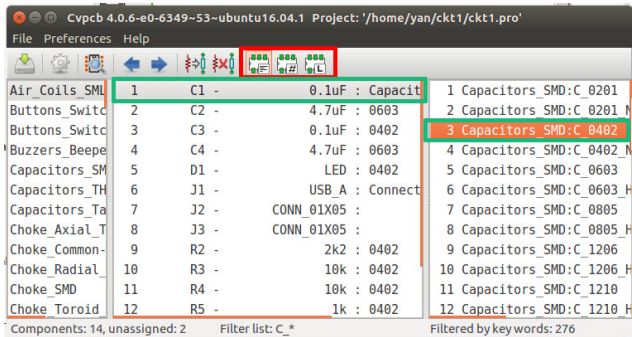 Cvpcb 4.0.6-e0-6349~53~ubuntu16.04.1 Project: '/home/yan/ckt1/ckt1.pro'
File Preferences Help
Air_Coils_SML
Buttons_Switc
Buttons_Switc
Buzzers_Beepe
Capacitors_SM
Capacitors_TH
Capacitors_Ta
Choke_Axial_T
Choke_Common-
Choke_Radial_
Choke_SMD
Choke_Toroid_
1 C1 - 0.1uF : Capacit
2 C2 - 4.7uF : 0603
3 C3 - 0.1uF : 0402
4 C4 - 4.7uF : 0603
5 D1 - LED : 0402
6 J1 - USB_A : Connect
7 J2 - CONN_01X05 :
8 J3 - CONN_01X05 :
9 R2 - 2k2 : 0402
10 R3 - 10k : 0402
11 R4 - 10k : 0402
12 R5 - 1k : 0402
1 Capacitors_SMD:C_0201
2 Capacitors_SMD:C_0201_N
3 Capacitors_SMD:C_0402
4 Capacitors_SMD:C_0402_N
5 Capacitors_SMD:C_0603
6 Capacitors_SMD:C_0603_H
7 Capacitors_SMD:C_0805
8 Capacitors_SMD:C_0805_H
9 Capacitors_SMD:C_1206
10 Capacitors_SMD:C_1206_H
11 Capacitors_SMD:C_1210
12 Capacitors_SMD:C_1210_H
Components: 14, unassigned: 2 Filter list: C_* Filtered by key words: 276